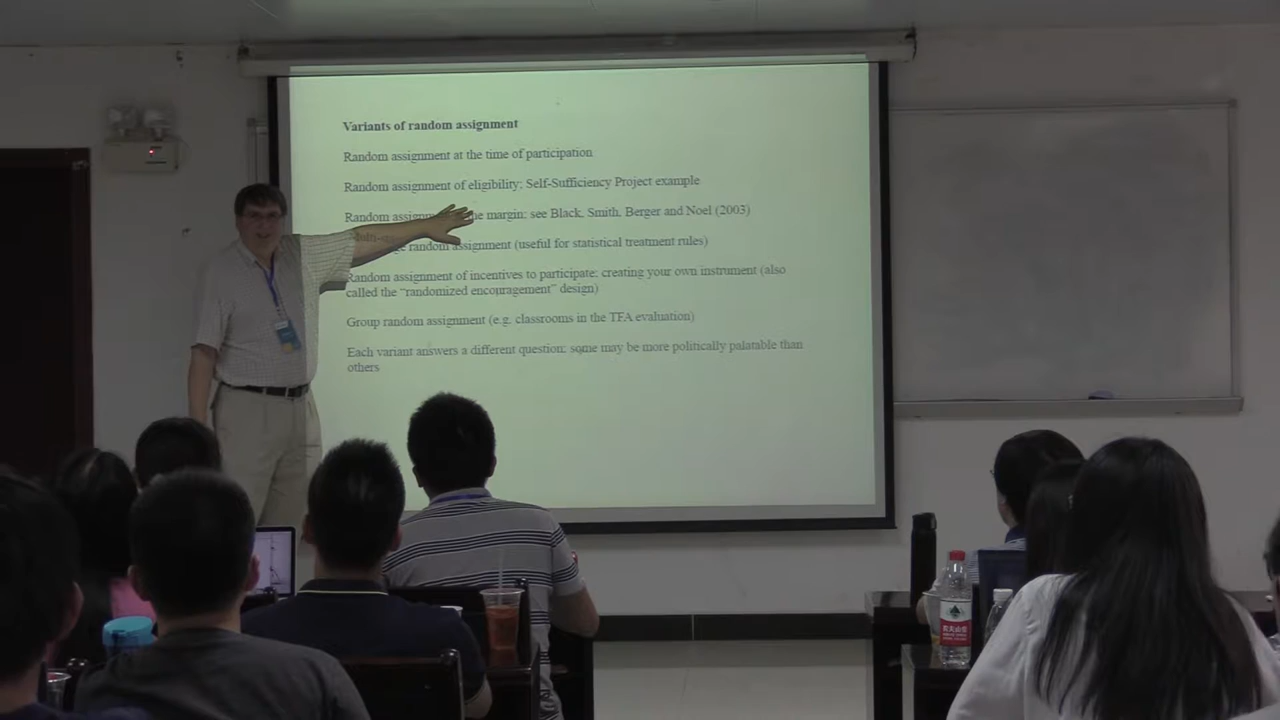 Variants of random assignment
Random assignment at the time of participation
Random assignment of eligibility: Self-Sufficiency Project example
Random margin: see Black, Smith, Berger and Noel (2003)
random assignment (useful for statistical treatment rules)
Random assignment of incentives to participate: creating your own instrument (also
called the “randomized encouragement” design)
Group random assignment (e.g. classrooms in the TFA evaluation)
Each variant answers a different question: some may be more politically palatable than
others